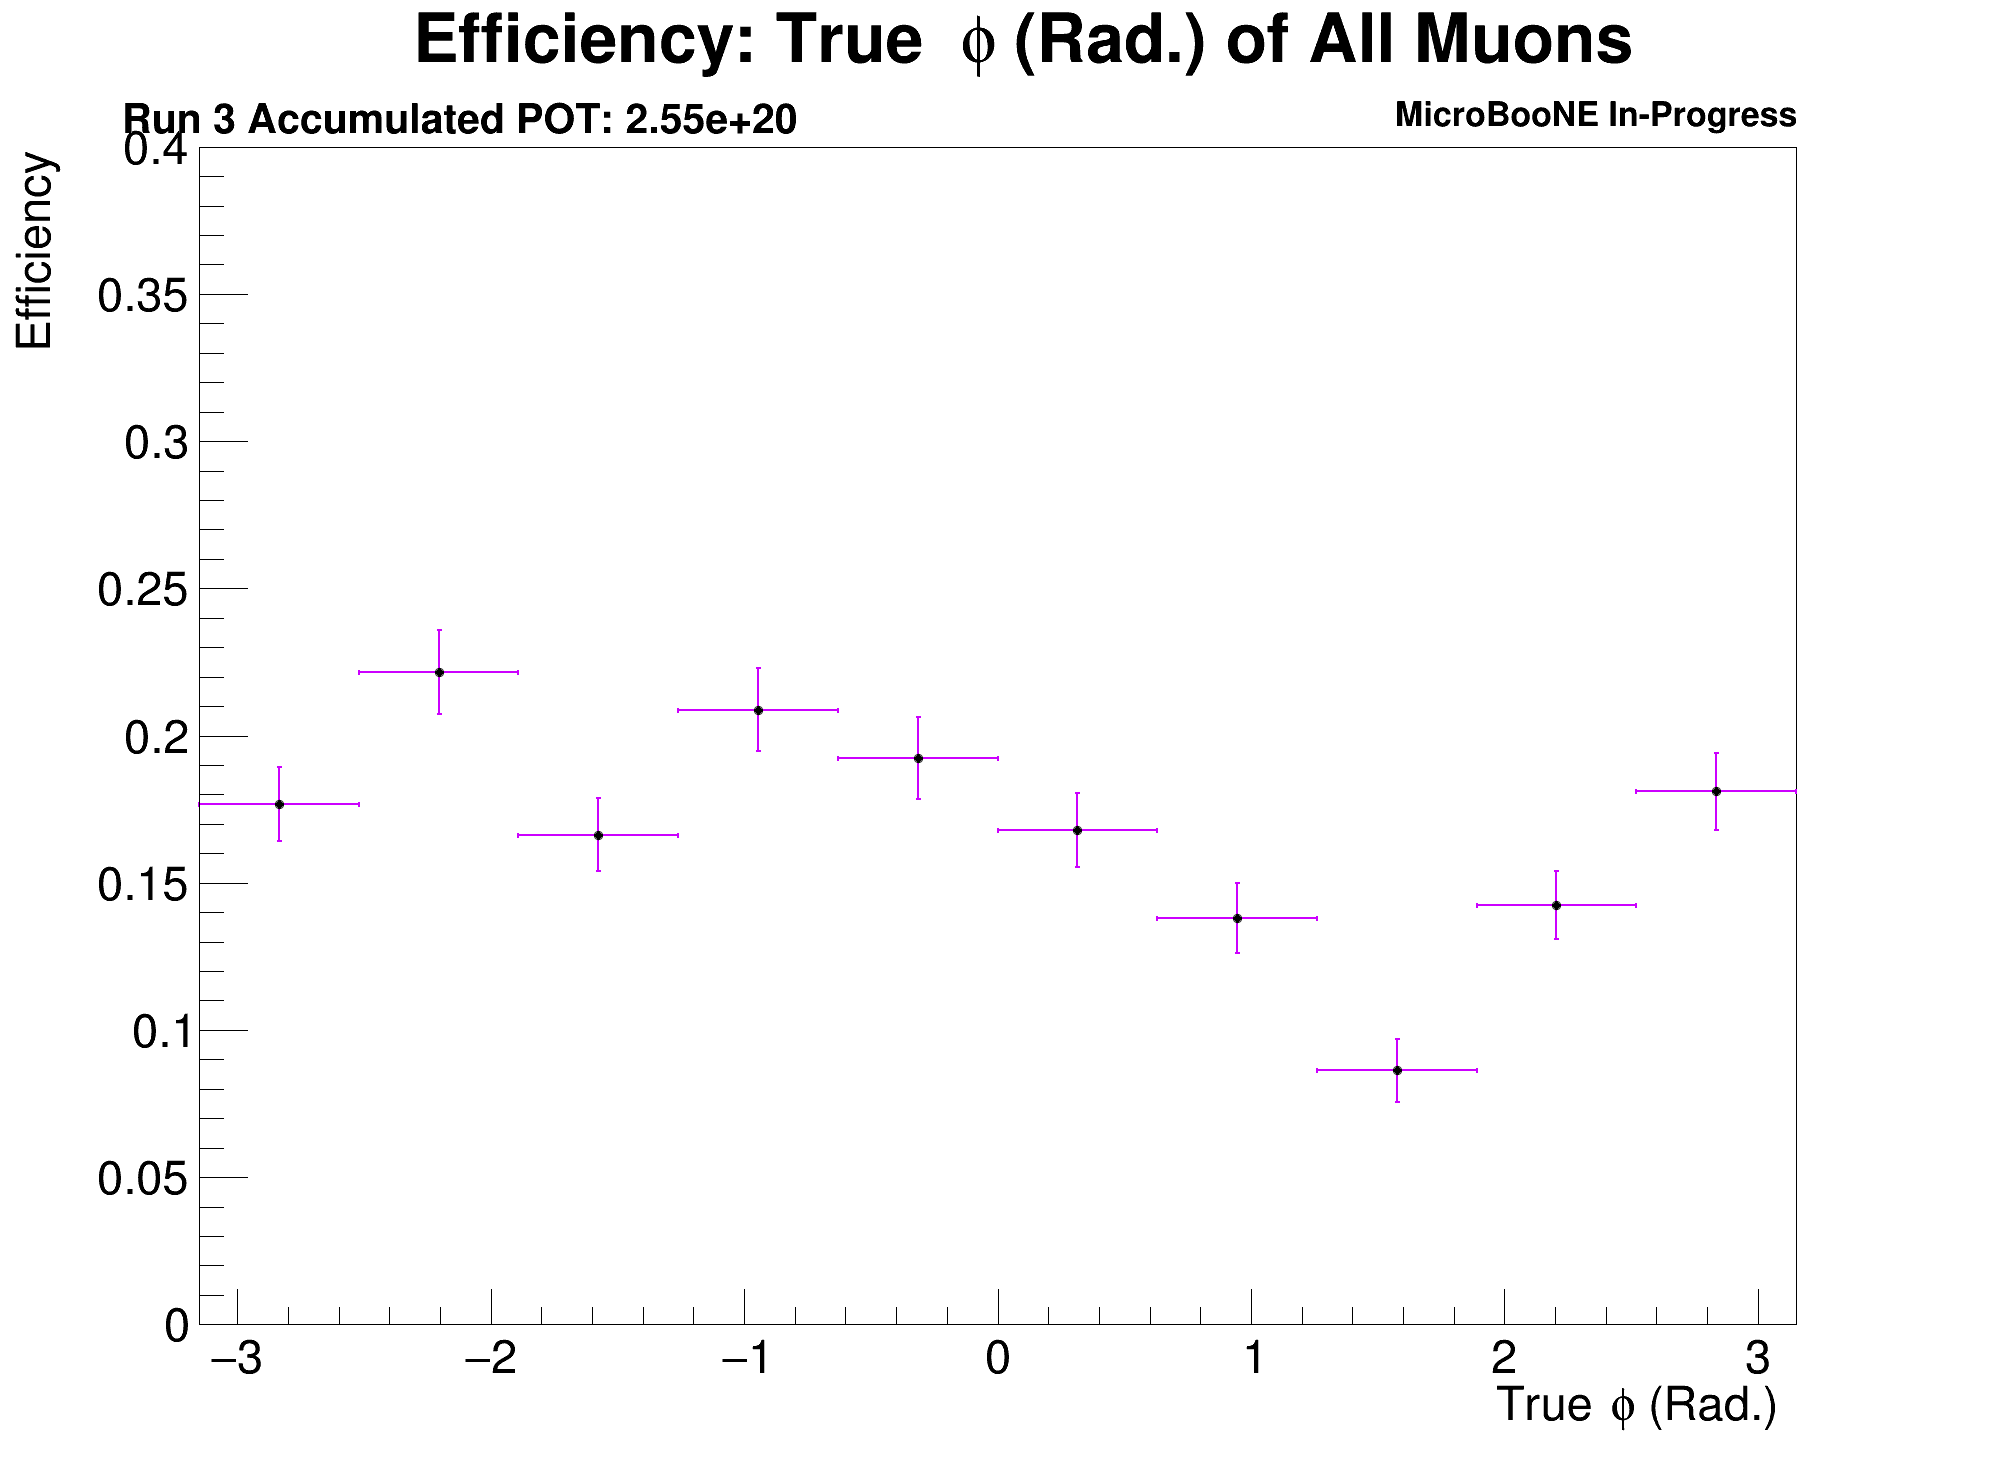 Efficiency: True ϕ (Rad.) of All Muons
Run 3 Accumulated POT: 2.55e+20
MicroBooNE In-Progress
Efficiency
0.4
0.35
0.3
0.25
0.2
0.15
0.1
0.05
0
−3 −2 −1 0 1 2 3
True ϕ (Rad.)